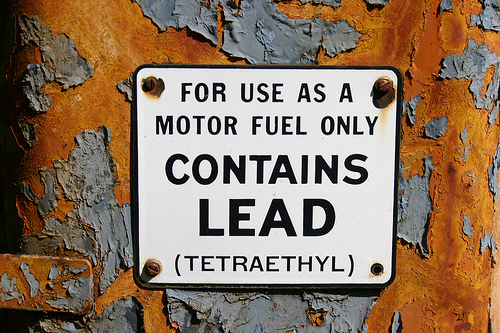 FOR USE AS A
MOTOR FUEL ONLY
CONTAINS
LEAD
(TETRAETHYL)